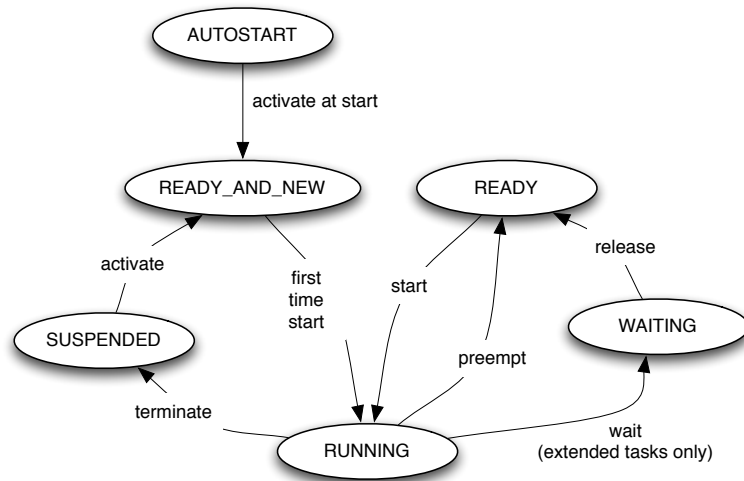 AUTOSTART
activate at start
READY_AND_NEW
READY
activate
first
time
start
start
release
SUSPENDED
WAITING
preempt
terminate
RUNNING
wait
(extended tasks only)